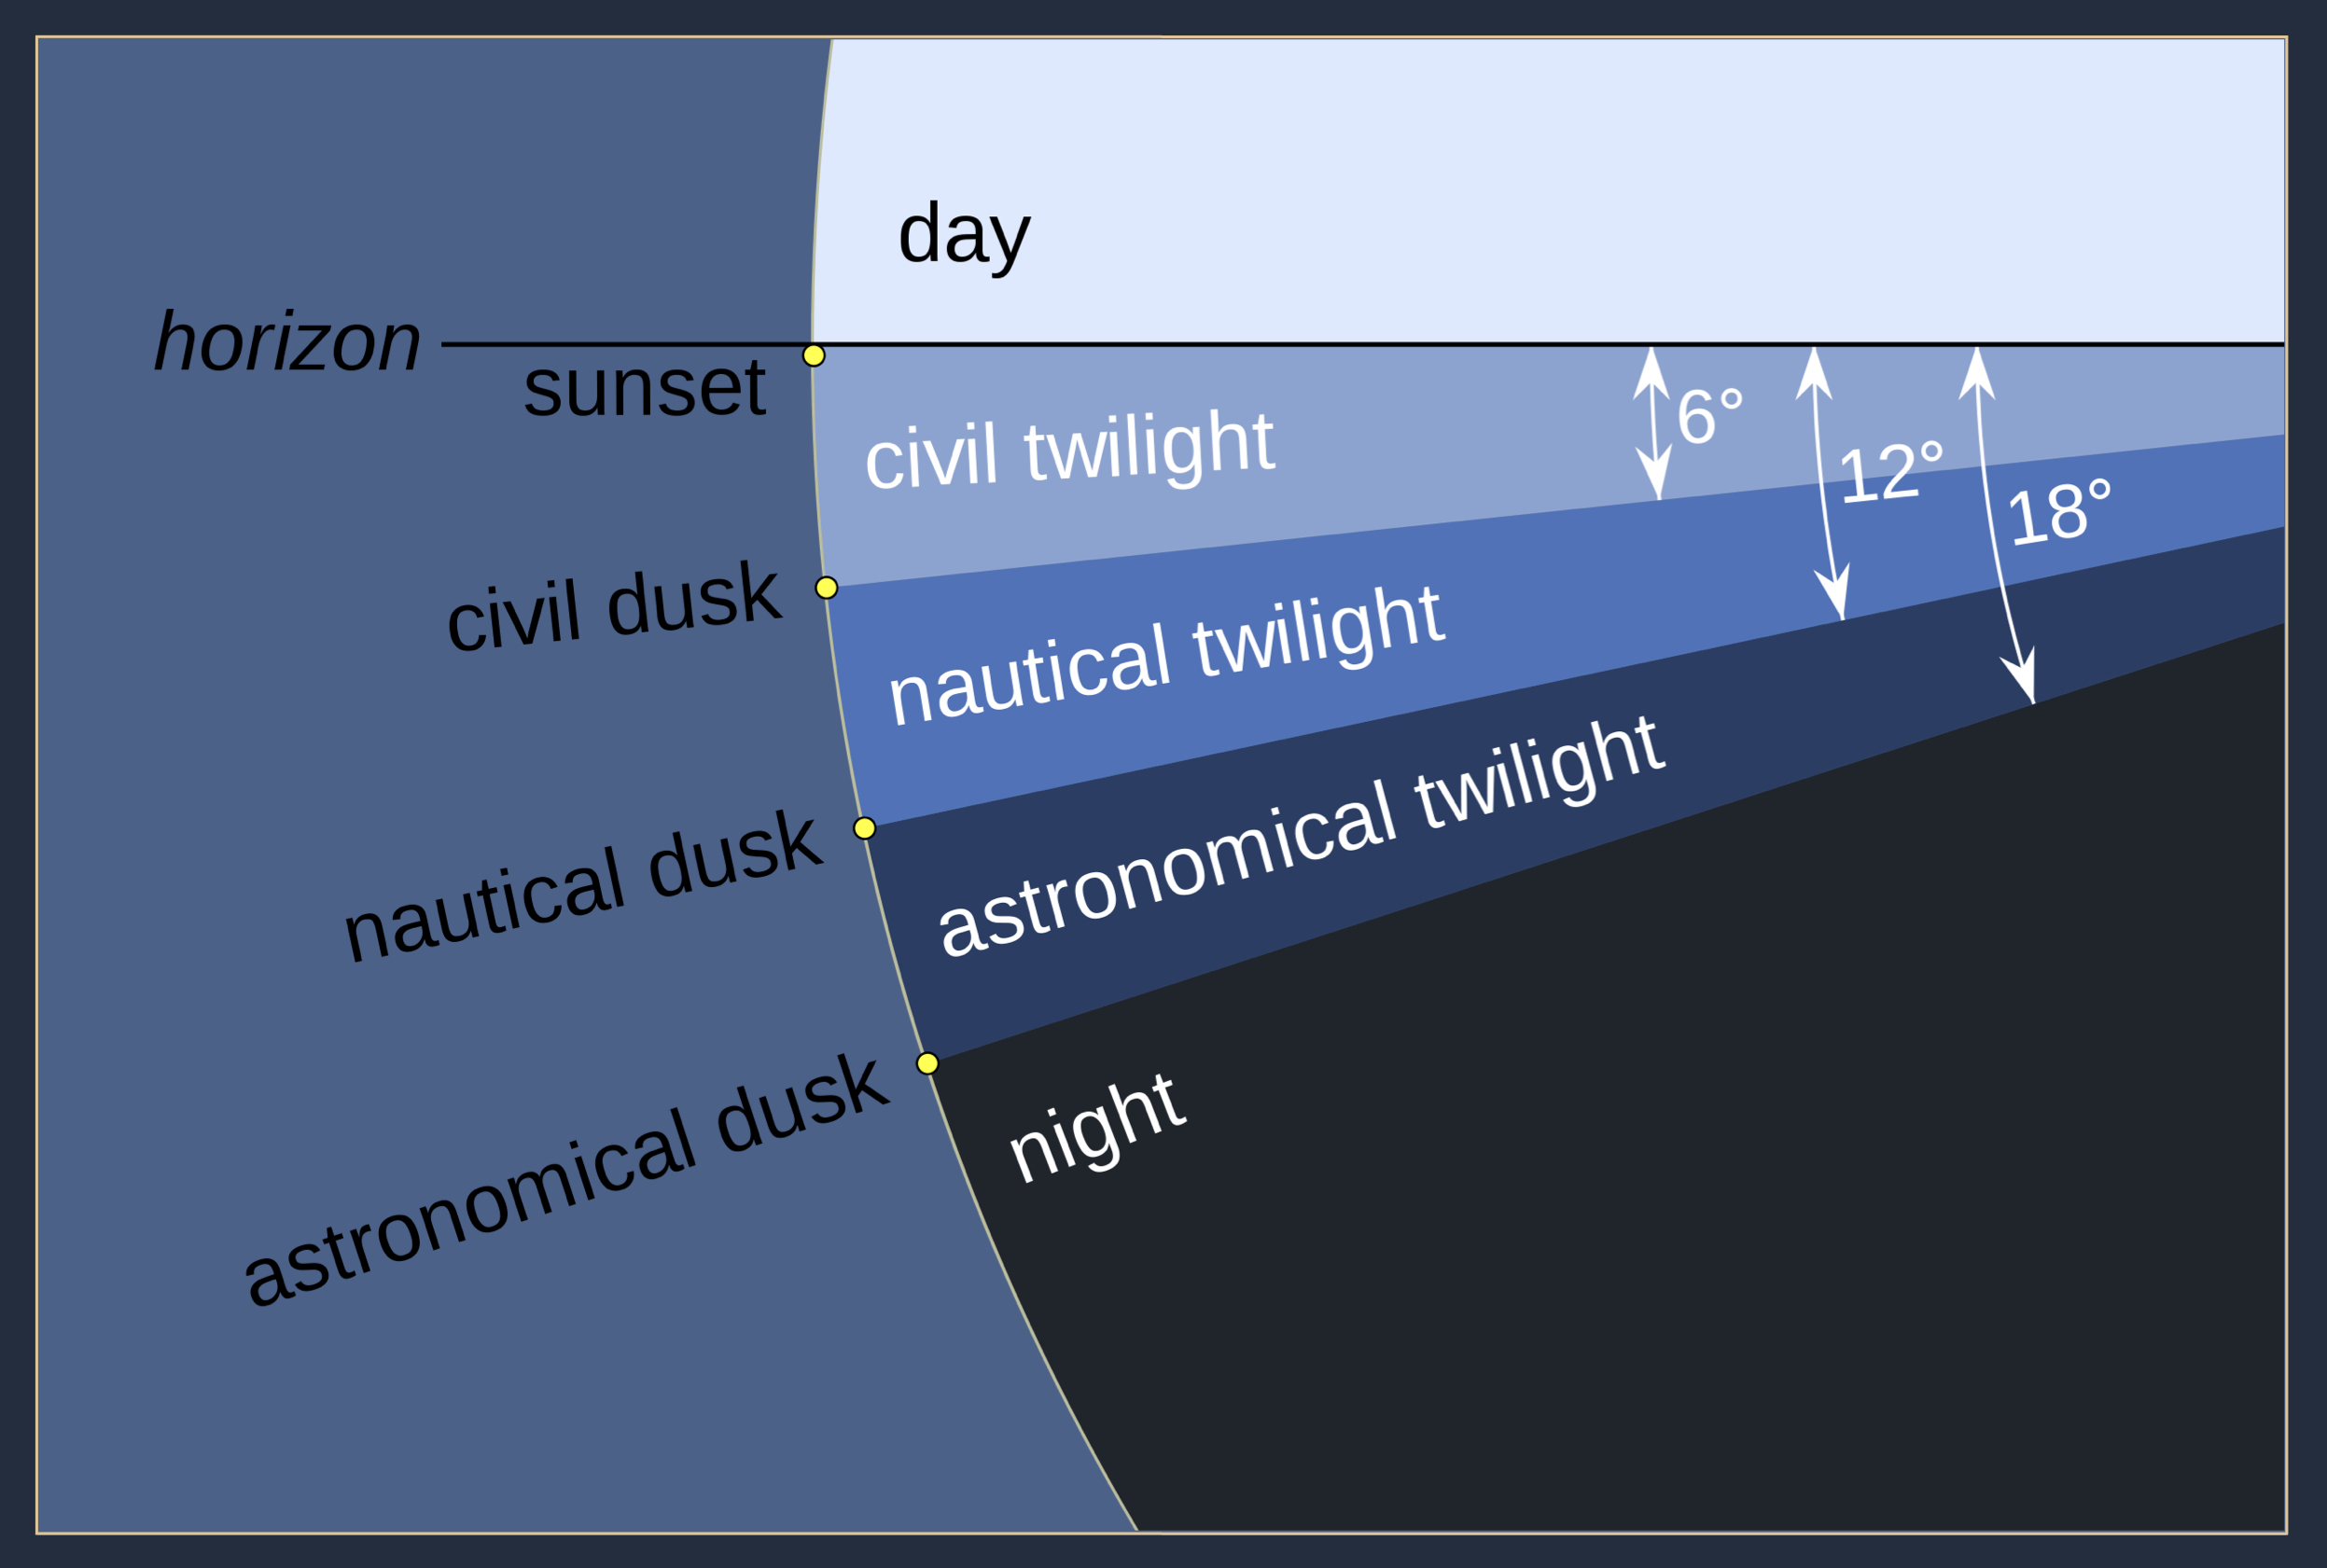 day
horizon
sunset
civil twilight
6°
12°
18°
civil dusk
nautical twilight
nautical dusk
astronomical twilight
astronomical dusk
night